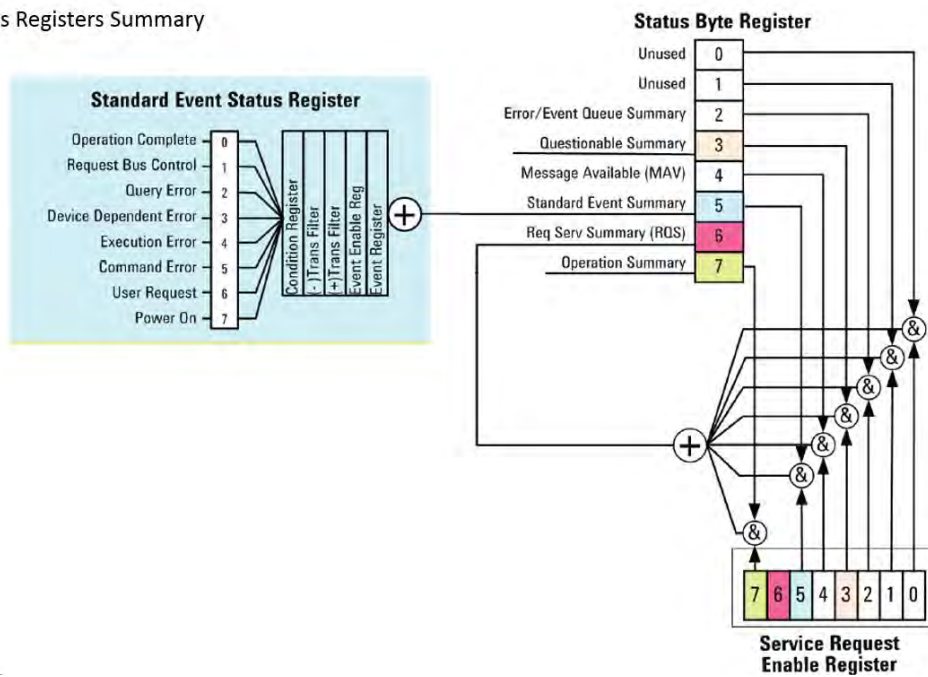 s Registers Summary
Status Byte Register
Unused 0
Unused 1
Error/Event Queue Summary 2
Questionable Summary 3
Message Available (MAV) 4
Standard Event Summary 5
Req Serv Summary (RQS) 6
Operation Summary 7
Standard Event Status Register
Operation Complete 0
Request Bus Control 1
Query Error 2
Device Dependent Error 3
Execution Error 4
Command Error 5
User Request 6
Power On 7
Condition Register
(-)Trans Filter
(+)Trans Filter
Event Enable Reg
Event Register
+
&
&
&
&
&
+
&
&
7 6 5 4 3 2 1 0
Service Request
Enable Register